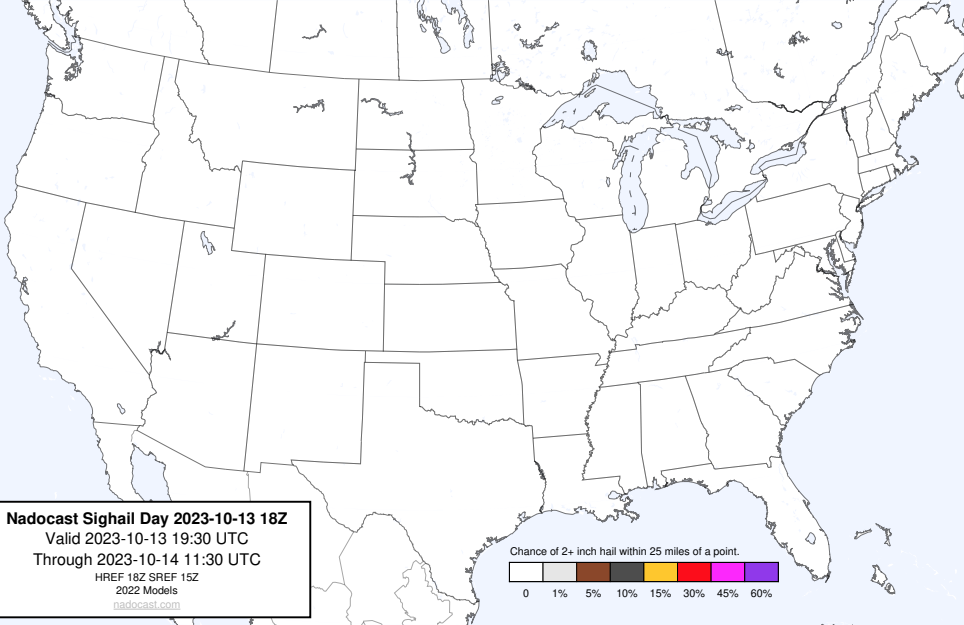 Nadocast Sighail Day 2023-10-13 18Z
Valid 2023-10-13 19:30 UTC
Through 2023-10-14 11:30 UTC
HREF 18Z SREF 15Z
2022 Models
nadocast.com
Chance of 2+ inch hail within 25 miles of a point.
0 1% 5% 10% 15% 30% 45% 60%